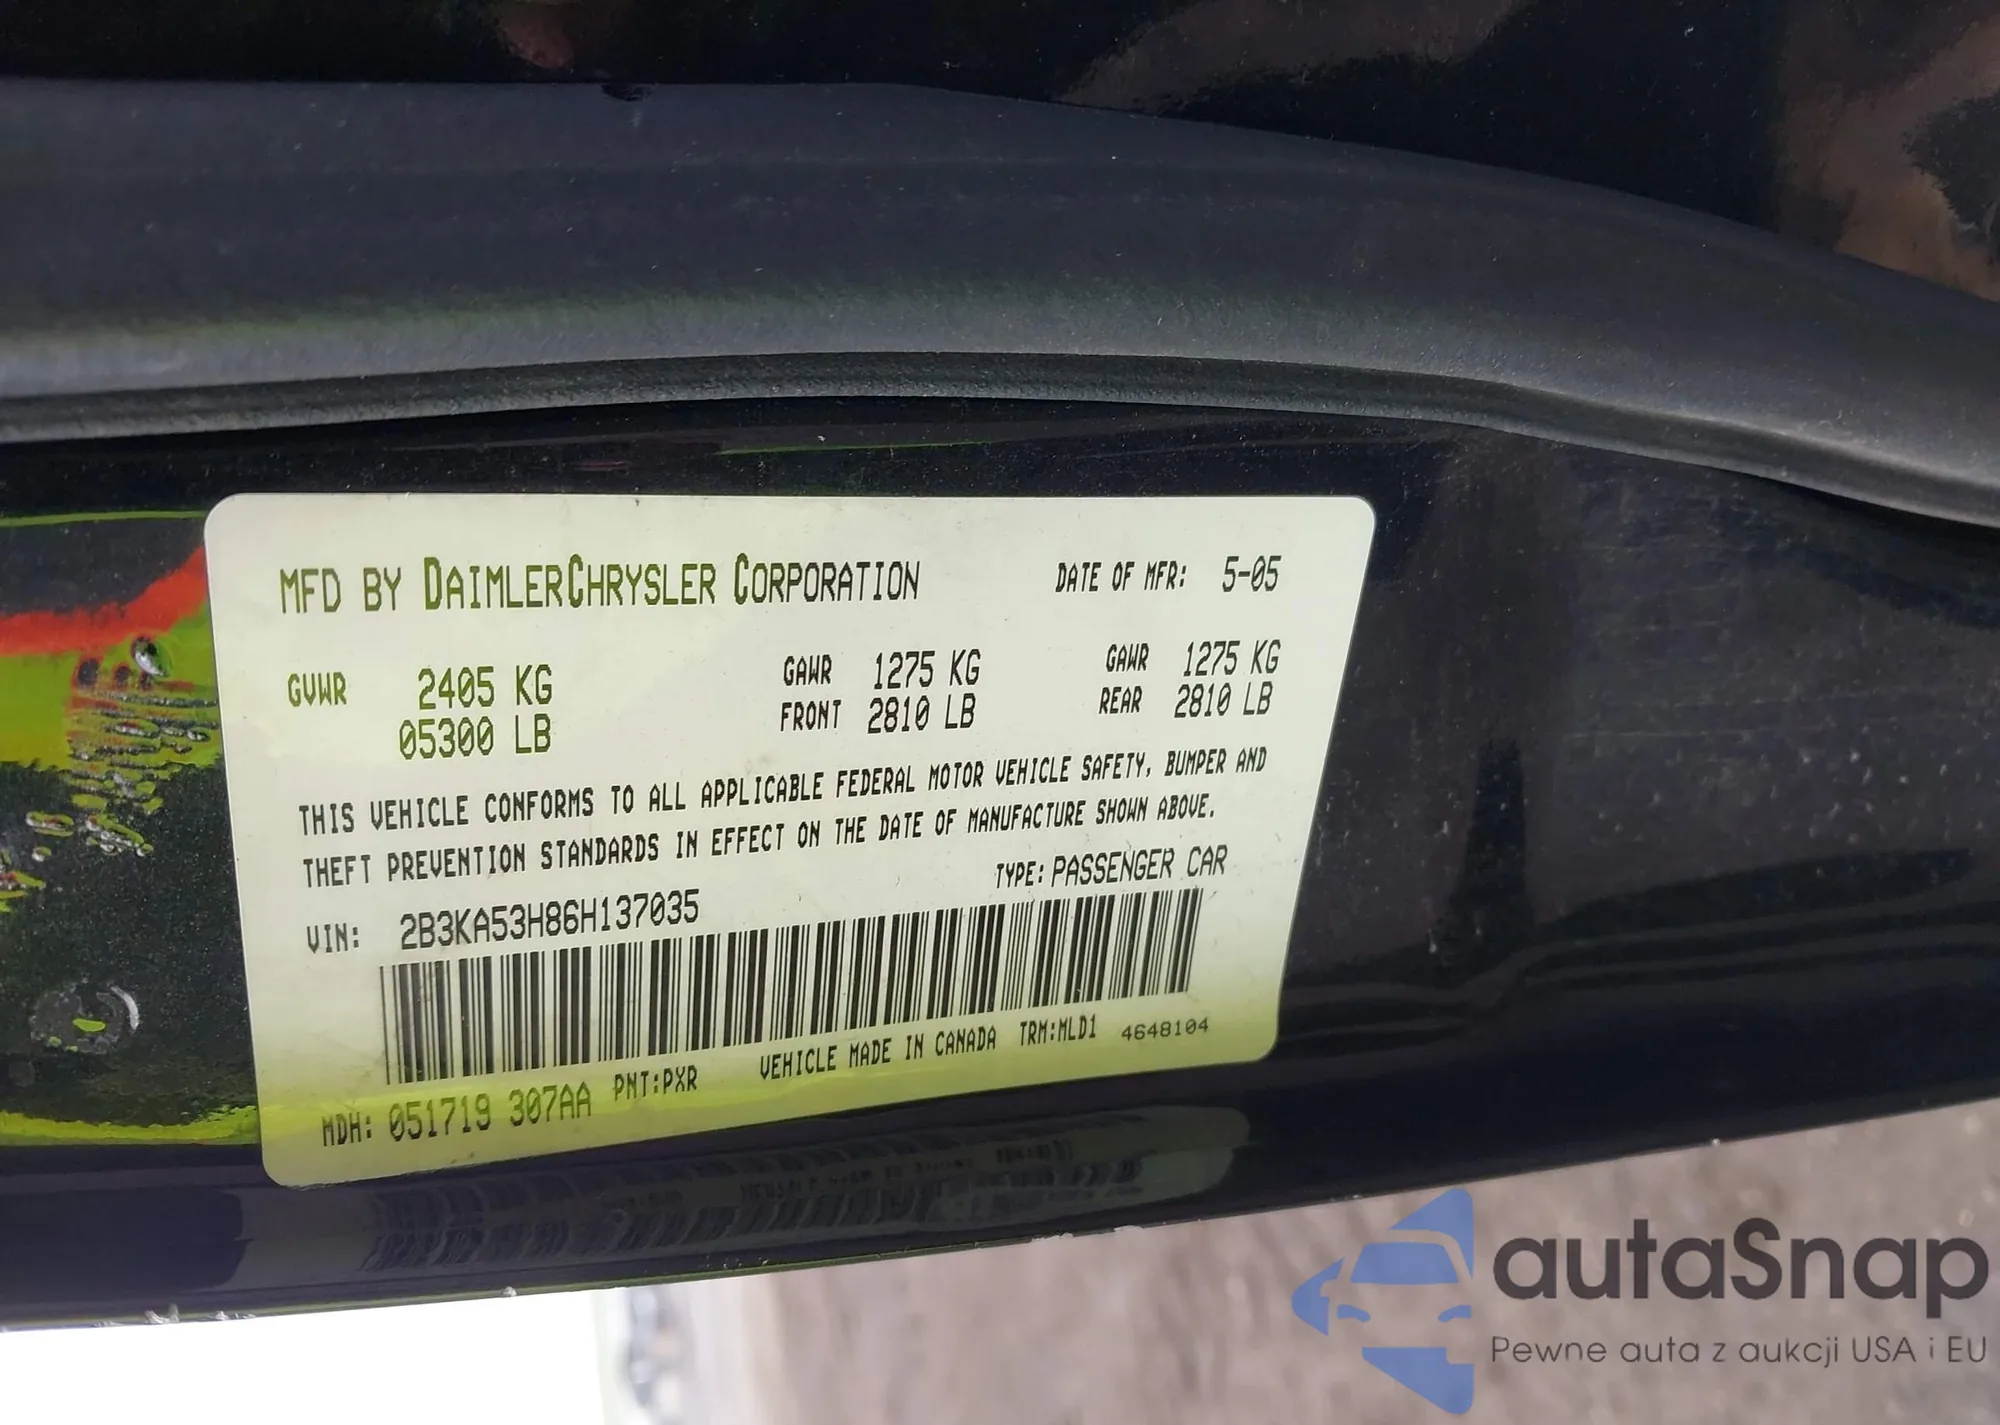 MFD BY DAIMLERCHRYSLER CORPORATION DATE OF MFR: 5-05
GVWR 2405 KG GAWR 1275 KG GAWR 1275 KG
05300 LB FRONT 2810 LB REAR 2810 LB
THIS VEHICLE CONFORMS TO ALL APPLICABLE FEDERAL MOTOR VEHICLE SAFETY, BUMPER AND
THEFT PREVENTION STANDARDS IN EFFECT ON THE DATE OF MANUFACTURE SHOWN ABOVE.
VIN: 2B3KA53H86H137035 TYPE: PASSENGER CAR
MDH: 051719 307AA PNT:PXR VEHICLE MADE IN CANADA TRM:MLD1 4648104
autaSnap
Pewne auta z aukcji USA i EU